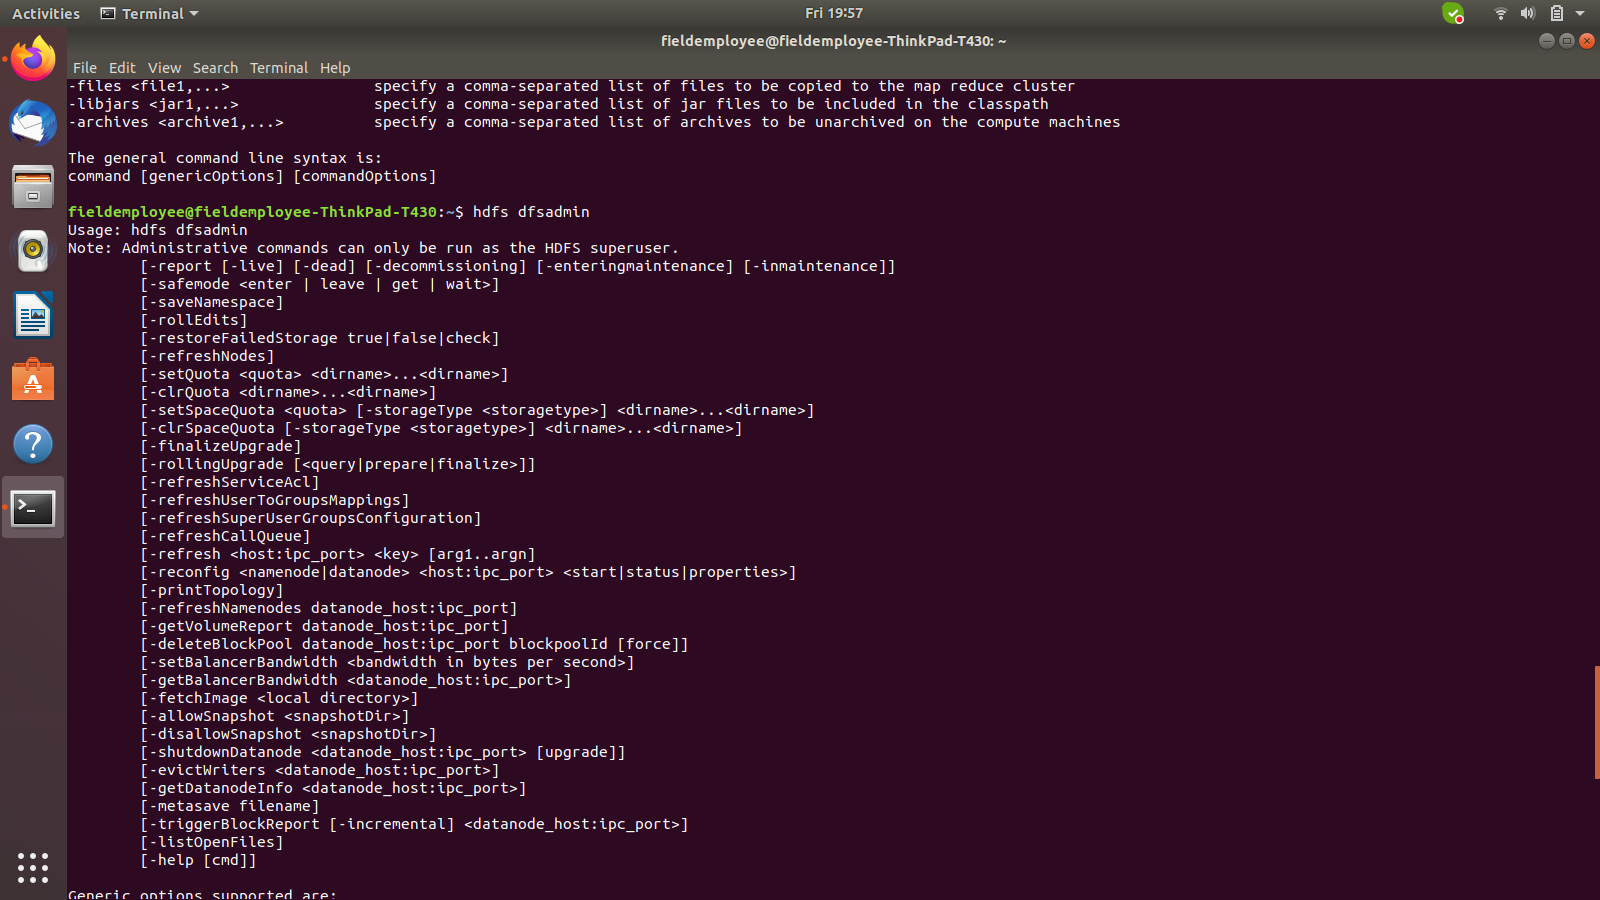 Activities Terminal Fri 19:57
fieldemployee@fieldemployee-ThinkPad-T430: ~
File Edit View Search Terminal Help
-files <file1,...>                specify a comma-separated list of files to be copied to the map reduce cluster
-libjars <jar1,...>               specify a comma-separated list of jar files to be included in the classpath
-archives <archive1,...>          specify a comma-separated list of archives to be unarchived on the compute machines
The general command line syntax is:
command [genericOptions] [commandOptions]
fieldemployee@fieldemployee-ThinkPad-T430:~$ hdfs dfsadmin
Usage: hdfs dfsadmin
Note: Administrative commands can only be run as the HDFS superuser.
[-report [-live] [-dead] [-decommissioning] [-enteringmaintenance] [-inmaintenance]]
[-safemode <enter | leave | get | wait>]
[-saveNamespace]
[-rollEdits]
[-restoreFailedStorage true|false|check]
[-refreshNodes]
[-setQuota <quota> <dirname>...<dirname>]
[-clrQuota <dirname>...<dirname>]
[-setSpaceQuota <quota> [-storageType <storagetype>] <dirname>...<dirname>]
[-clrSpaceQuota [-storageType <storagetype>] <dirname>...<dirname>]
[-finalizeUpgrade]
[-rollingUpgrade [<query|prepare|finalize>]]
[-refreshServiceAcl]
[-refreshUserToGroupsMappings]
[-refreshSuperUserGroupsConfiguration]
[-refreshCallQueue]
[-refresh <host:ipc_port> <key> [arg1..argn]
[-reconfig <namenode|datanode> <host:ipc_port> <start|status|properties>]
[-printTopology]
[-refreshNamenodes datanode_host:ipc_port]
[-getVolumeReport datanode_host:ipc_port]
[-deleteBlockPool datanode_host:ipc_port blockpoolId [force]]
[-setBalancerBandwidth <bandwidth in bytes per second>]
[-getBalancerBandwidth <datanode_host:ipc_port>]
[-fetchImage <local directory>]
[-allowSnapshot <snapshotDir>]
[-disallowSnapshot <snapshotDir>]
[-shutdownDatanode <datanode_host:ipc_port> [upgrade]]
[-evictWriters <datanode_host:ipc_port>]
[-getDatanodeInfo <datanode_host:ipc_port>]
[-metasave filename]
[-triggerBlockReport [-incremental] <datanode_host:ipc_port>]
[-listOpenFiles]
[-help [cmd]]
Generic options supported are: